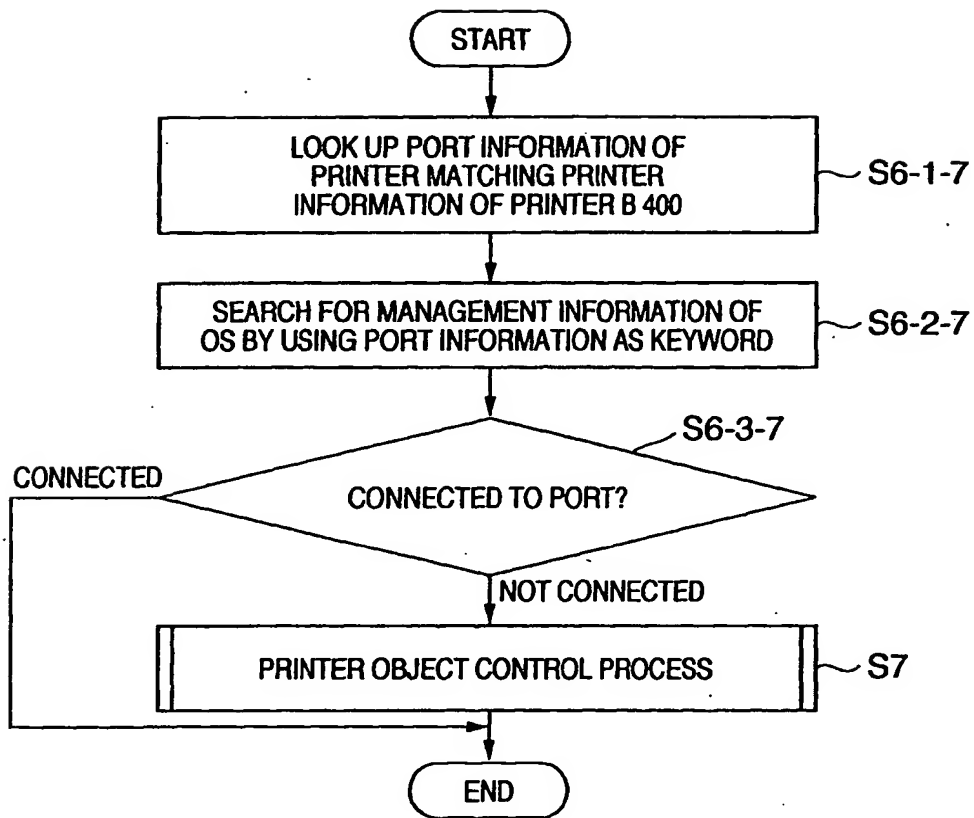 START
LOOK UP PORT INFORMATION OF
PRINTER MATCHING PRINTER
INFORMATION OF PRINTER B 400
S6-1-7
SEARCH FOR MANAGEMENT INFORMATION OF
OS BY USING PORT INFORMATION AS KEYWORD
S6-2-7
S6-3-7
CONNECTED
CONNECTED TO PORT?
NOT CONNECTED
PRINTER OBJECT CONTROL PROCESS
S7
END